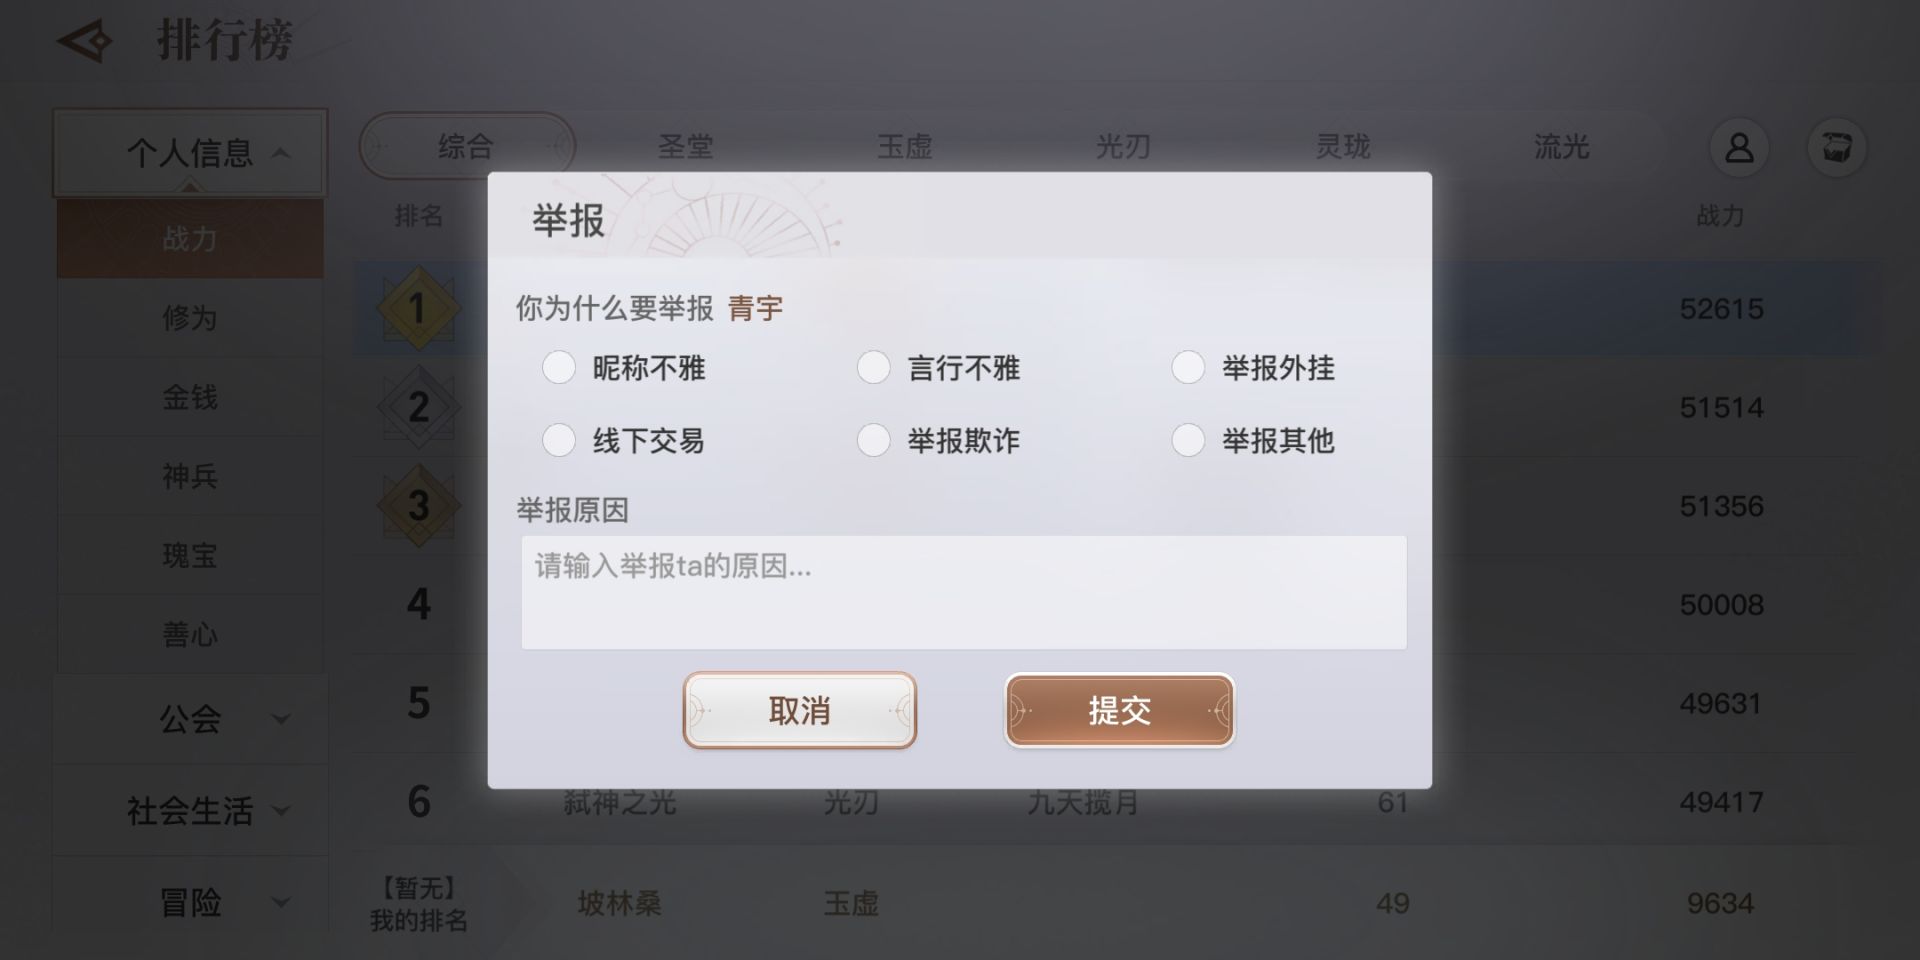 排行榜
个人信息
综合
圣堂
玉虚
光刃
灵珑
流光
战力
修为
金钱
神兵
瑰宝
善心
公会
社会生活
冒险
排名
战力
1
52615
2
51514
3
51356
4
50008
5
49631
6
弑神之光
光刃
九天揽月
61
49417
【暂无】
我的排名
坡林桑
玉虚
49
9634
举报
你为什么要举报 青宇
昵称不雅
言行不雅
举报外挂
线下交易
举报欺诈
举报其他
举报原因
请输入举报ta的原因...
取消
提交